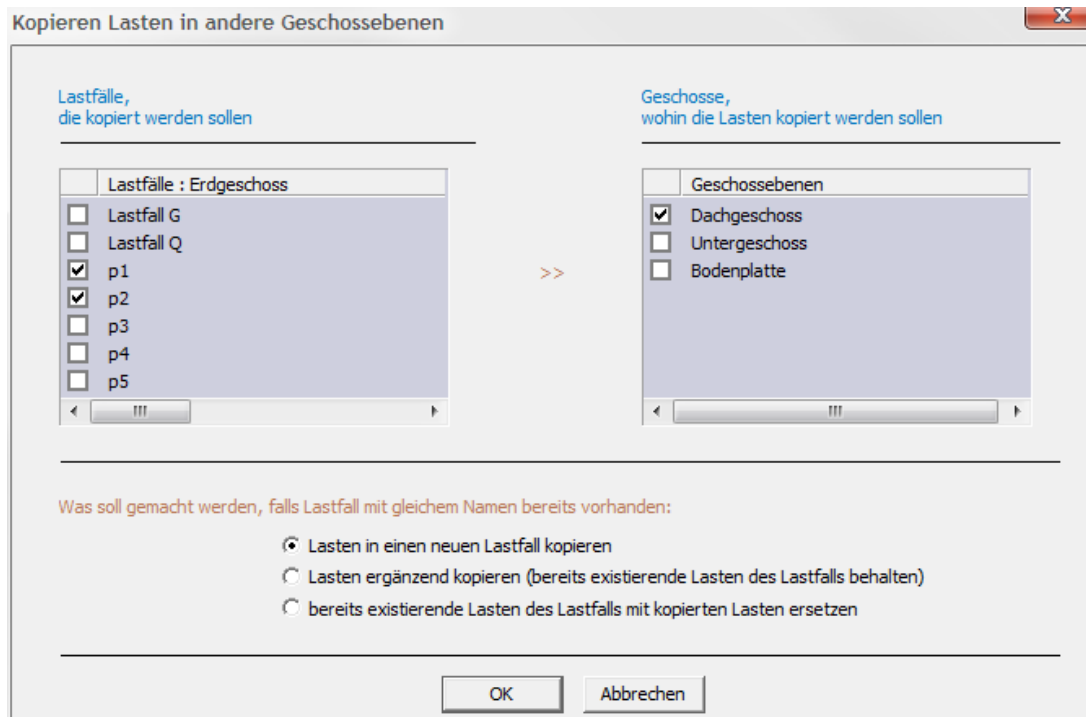 Kopieren Lasten in andere Geschossebenen
X
Lastfälle,
die kopiert werden sollen
Geschosse,
wohin die Lasten kopiert werden sollen
Lastfälle : Erdgeschoss
Lastfall G
Lastfall Q
p1
p2
p3
p4
p5
>>
Geschossebenen
Dachgeschoss
Untergeschoss
Bodenplatte
Was soll gemacht werden, falls Lastfall mit gleichem Namen bereits vorhanden:
Lasten in einen neuen Lastfall kopieren
Lasten ergänzend kopieren (bereits existierende Lasten des Lastfalls behalten)
bereits existierende Lasten des Lastfalls mit kopierten Lasten ersetzen
OK
Abbrechen